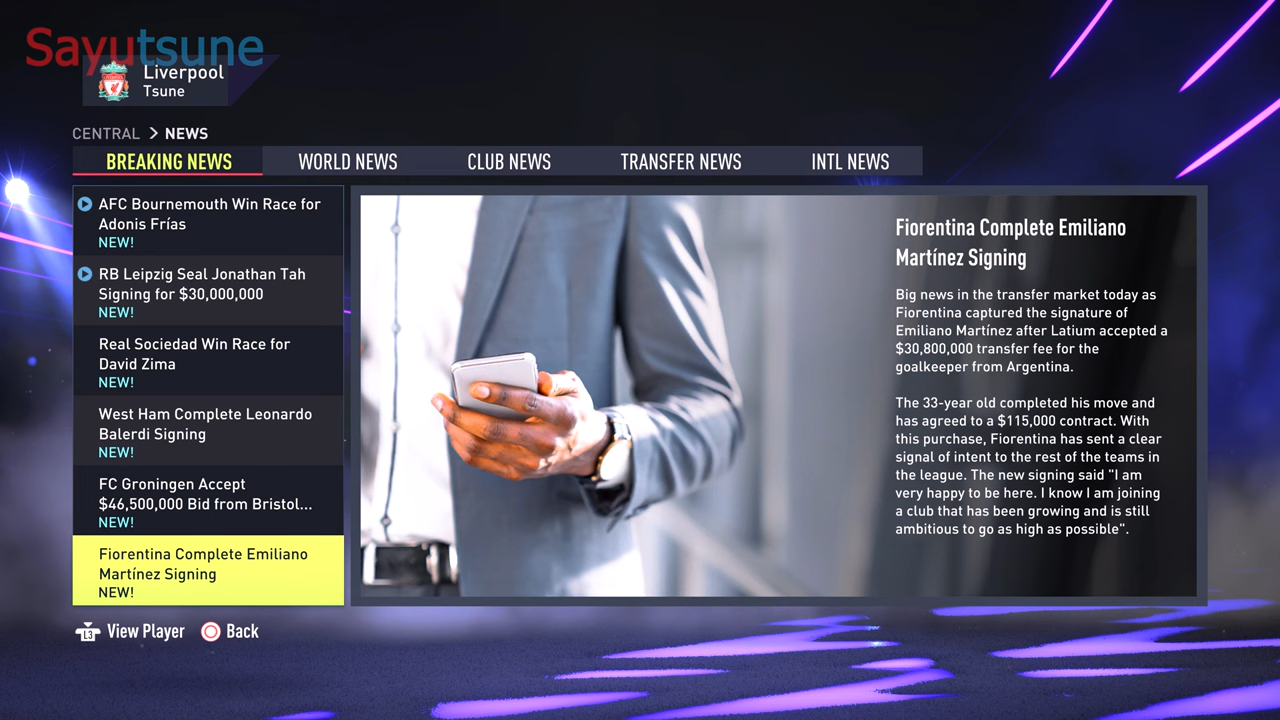 Sayutsune
Liverpool
Tsune
CENTRAL > NEWS
BREAKING NEWS
WORLD NEWS
CLUB NEWS
TRANSFER NEWS
INTL NEWS
AFC Bournemouth Win Race for
Adonis Frías
NEW!
RB Leipzig Seal Jonathan Tah
Signing for $30,000,000
NEW!
Real Sociedad Win Race for
David Zima
NEW!
West Ham Complete Leonardo
Balerdi Signing
NEW!
FC Groningen Accept
$46,500,000 Bid from Bristol...
NEW!
Fiorentina Complete Emiliano
Martínez Signing
NEW!
Fiorentina Complete Emiliano
Martínez Signing
Big news in the transfer market today as
Fiorentina captured the signature of
Emiliano Martínez after Latium accepted a
$30,800,000 transfer fee for the
goalkeeper from Argentina.
The 33-year old completed his move and
has agreed to a $115,000 contract. With
this purchase, Fiorentina has sent a clear
signal of intent to the rest of the teams in
the league. The new signing said "I am
very happy to be here. I know I am joining
a club that has been growing and is still
ambitious to go as high as possible".
L3 View Player
Back